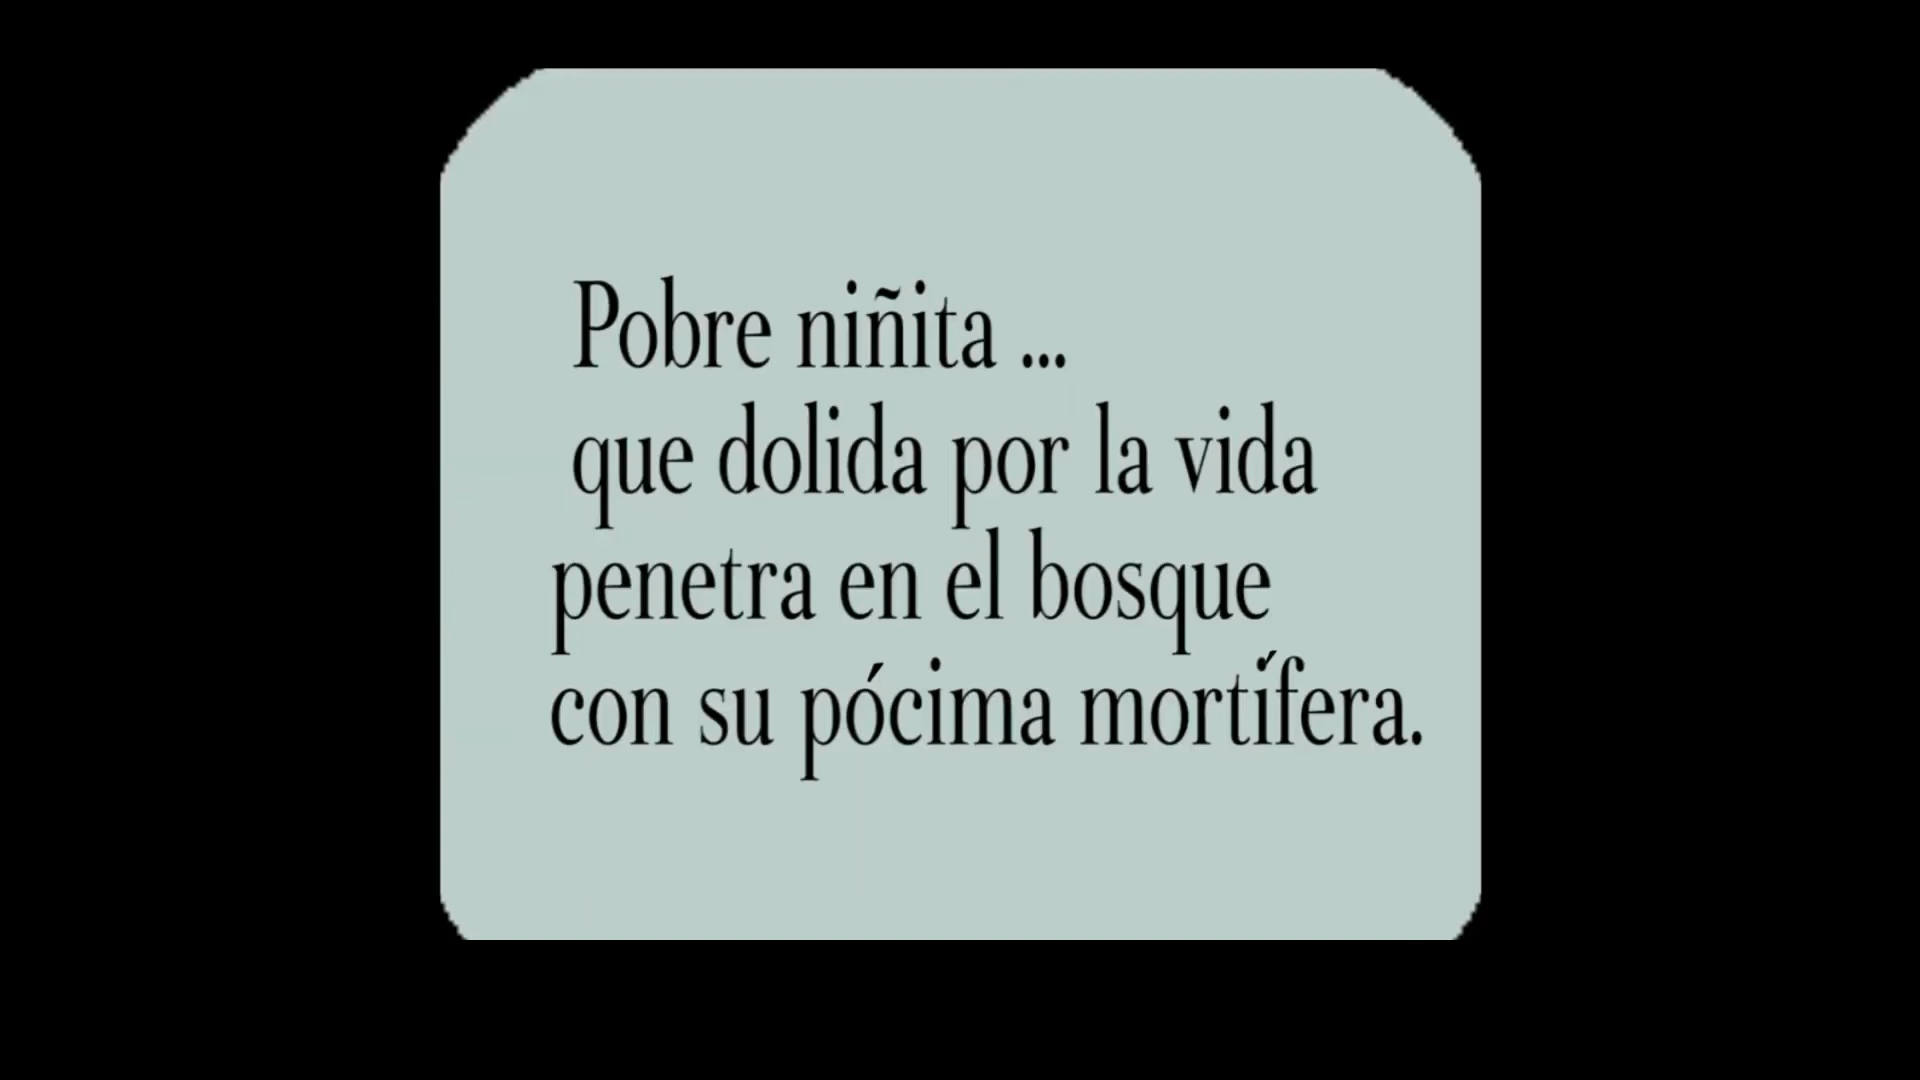 Pobre niñita ...
que dolida por la vida
penetra en el bosque
con su pócima mortífera.